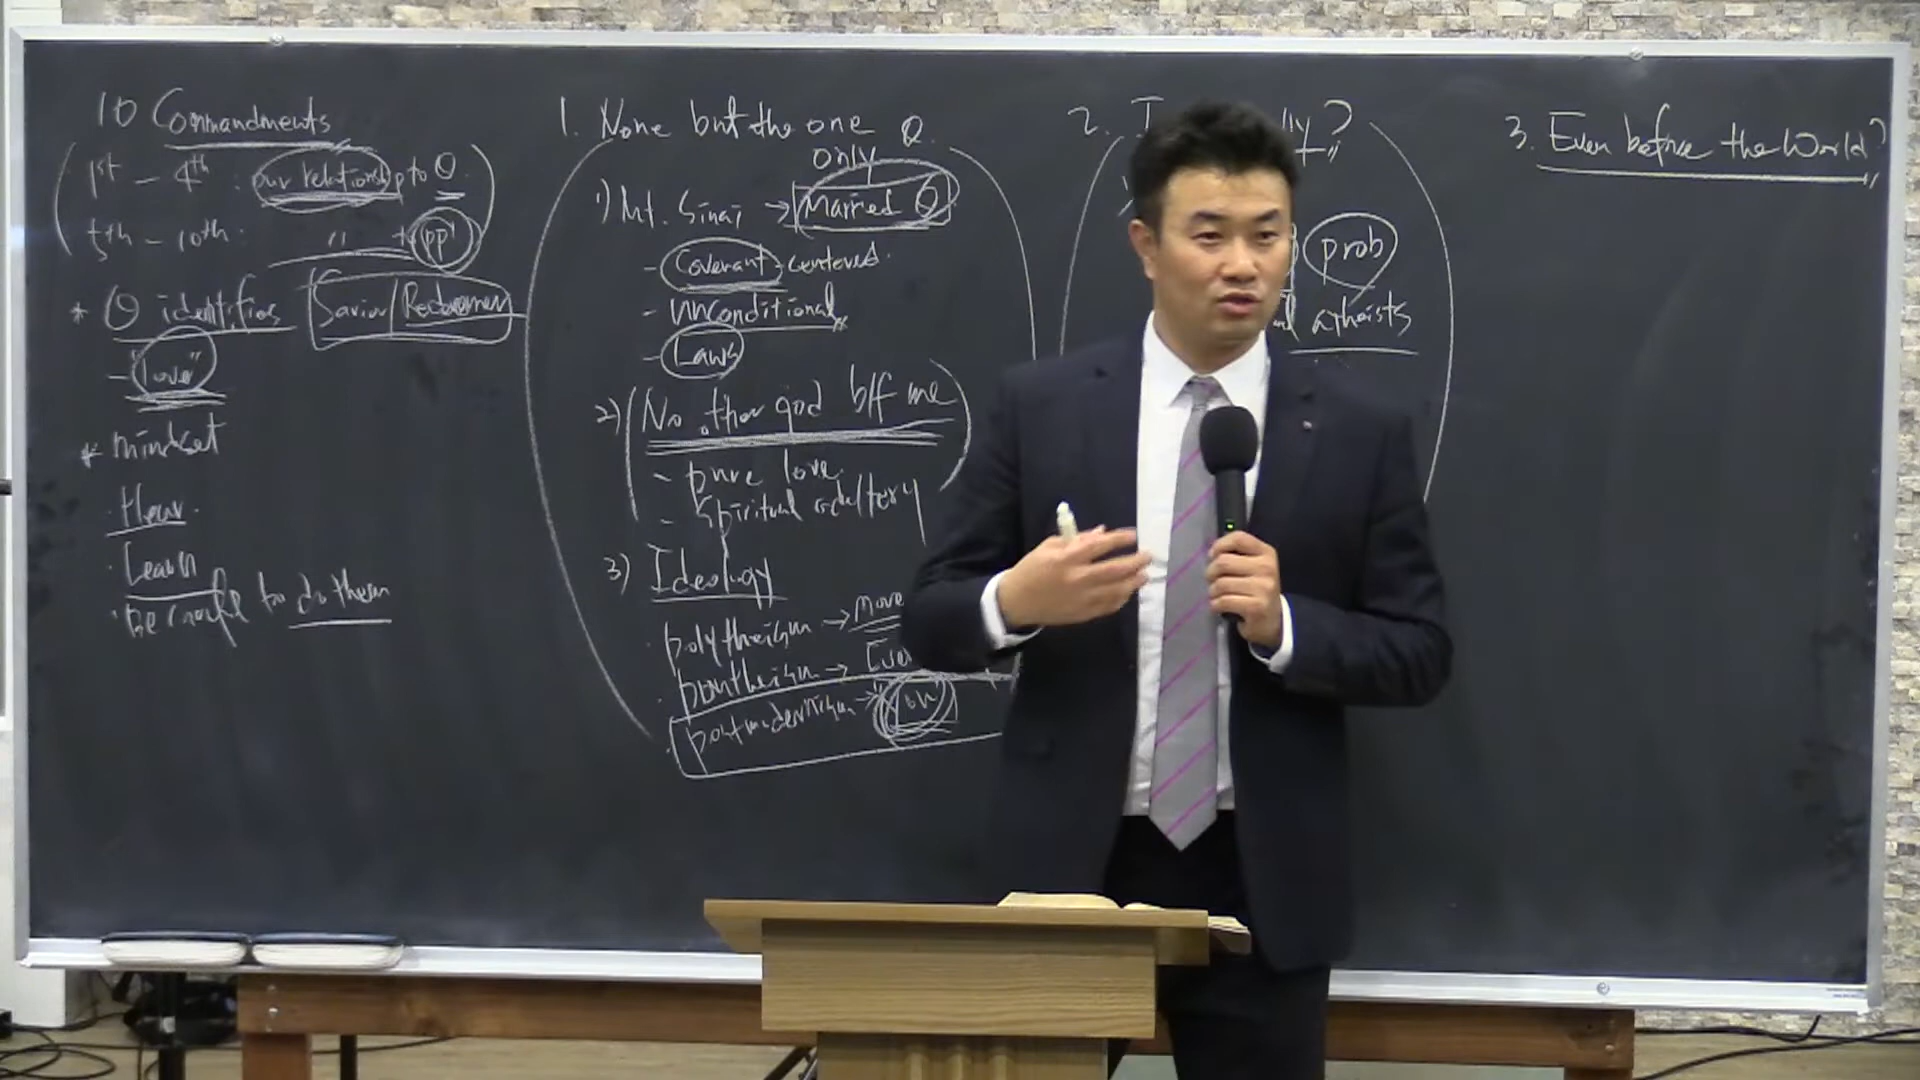 10 Commandments
1st - 4th : our relationship to Θ
5th - 10th : " to ppl
* Θ identifies Savior/Redeemer
- "Lover"
* mindset
· Hear.
· Learn
· Be careful to do them
1. None but the one Θ.
only
1) Mt. Sinai → Married Θ
- Covenant-centered.
- unconditional
- Laws
2) No other god b/f me
- pure love.
- Spiritual adultery
3) Ideology
· polytheism → more
· pantheism →
· postmodernism →
2.
prob
atheists
3. Even before the World?